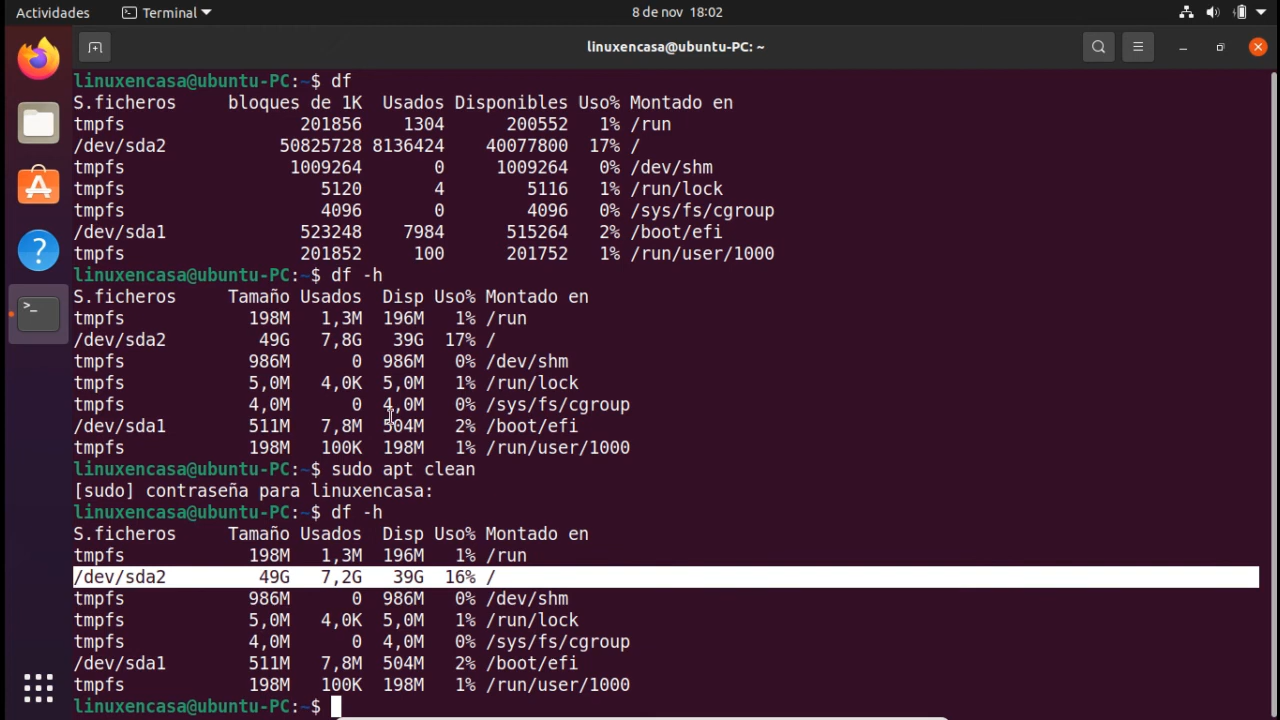 Actividades Terminal 8 de nov 18:02
linuxencasa@ubuntu-PC: ~
linuxencasa@ubuntu-PC:~$ df
S.ficheros     bloques de 1K  Usados Disponibles Uso% Montado en
tmpfs                 201856    1304      200552   1% /run
/dev/sda2           50825728 8136424    40077800  17% /
tmpfs                1009264       0     1009264   0% /dev/shm
tmpfs                   5120       4        5116   1% /run/lock
tmpfs                   4096       0        4096   0% /sys/fs/cgroup
/dev/sda1             523248    7984      515264   2% /boot/efi
tmpfs                 201852     100      201752   1% /run/user/1000
linuxencasa@ubuntu-PC:~$ df -h
S.ficheros     Tamaño Usados  Disp Uso% Montado en
tmpfs            198M   1,3M  196M   1% /run
/dev/sda2         49G   7,8G   39G  17% /
tmpfs            986M      0  986M   0% /dev/shm
tmpfs            5,0M   4,0K  5,0M   1% /run/lock
tmpfs            4,0M      0  4,0M   0% /sys/fs/cgroup
/dev/sda1        511M   7,8M  504M   2% /boot/efi
tmpfs            198M   100K  198M   1% /run/user/1000
linuxencasa@ubuntu-PC:~$ sudo apt clean
[sudo] contraseña para linuxencasa:
linuxencasa@ubuntu-PC:~$ df -h
S.ficheros     Tamaño Usados  Disp Uso% Montado en
tmpfs            198M   1,3M  196M   1% /run
/dev/sda2         49G   7,2G   39G  16% /
tmpfs            986M      0  986M   0% /dev/shm
tmpfs            5,0M   4,0K  5,0M   1% /run/lock
tmpfs            4,0M      0  4,0M   0% /sys/fs/cgroup
/dev/sda1        511M   7,8M  504M   2% /boot/efi
tmpfs            198M   100K  198M   1% /run/user/1000
linuxencasa@ubuntu-PC:~$